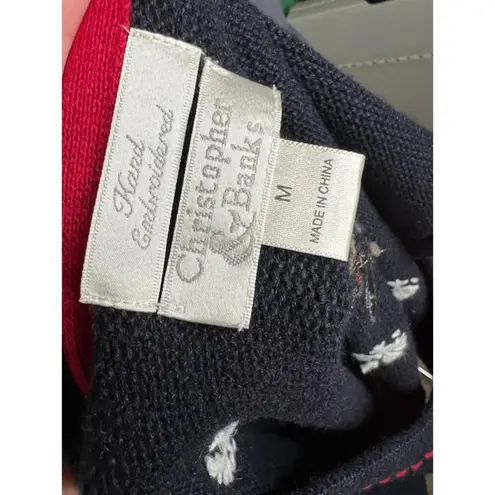 Hand
Embroidered
Christopher
& Banks
M
MADE IN CHINA